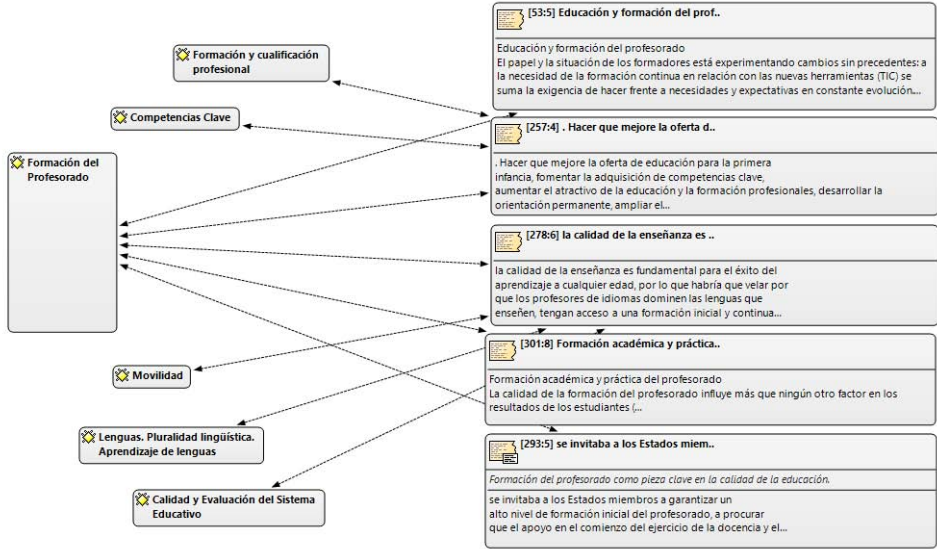 Formación y cualificación
profesional
Competencias Clave
Formación del
Profesorado
Movilidad
Lenguas. Pluralidad lingüística.
Aprendizaje de lenguas
Calidad y Evaluación del Sistema
Educativo
[53:5] Educación y formación del prof..
Educación y formación del profesorado
El papel y la situación de los formadores está experimentando cambios sin precedentes: a
la necesidad de la formación continua en relación con las nuevas herramientas (TIC) se
suma la exigencia de hacer frente a necesidades y expectativas en constante evolución....
[257:4] . Hacer que mejore la oferta d..
. Hacer que mejore la oferta de educación para la primera
infancia, fomentar la adquisición de competencias clave,
aumentar el atractivo de la educación y la formación profesionales, desarrollar la
orientación permanente, ampliar el...
[278:6] la calidad de la enseñanza es ..
la calidad de la enseñanza es fundamental para el éxito del
aprendizaje a cualquier edad, por lo que habría que velar por
que los profesores de idiomas dominen las lenguas que
enseñen, tengan acceso a una formación inicial y continua...
[301:8] Formación académica y práctica..
Formación académica y práctica del profesorado
La calidad de la formación del profesorado influye más que ningún otro factor en los
resultados de los estudiantes (...
[293:5] se invitaba a los Estados miem..
Formación del profesorado como pieza clave en la calidad de la educación.
se invitaba a los Estados miembros a garantizar un
alto nivel de formación inicial del profesorado, a procurar
que el apoyo en el comienzo del ejercicio de la docencia y el...